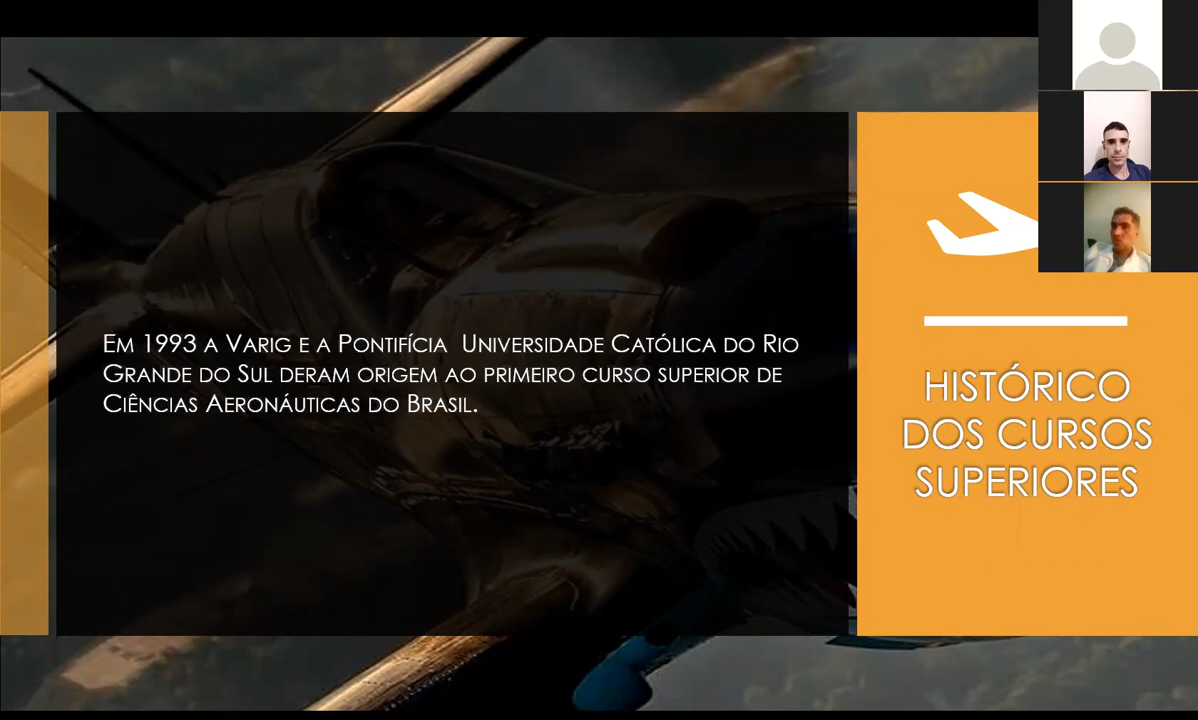 Em 1993 a Varig e a Pontifícia Universidade Católica do Rio
Grande do Sul deram origem ao primeiro curso superior de
Ciências Aeronáuticas do Brasil.
HISTÓRICO
DOS CURSOS
SUPERIORES